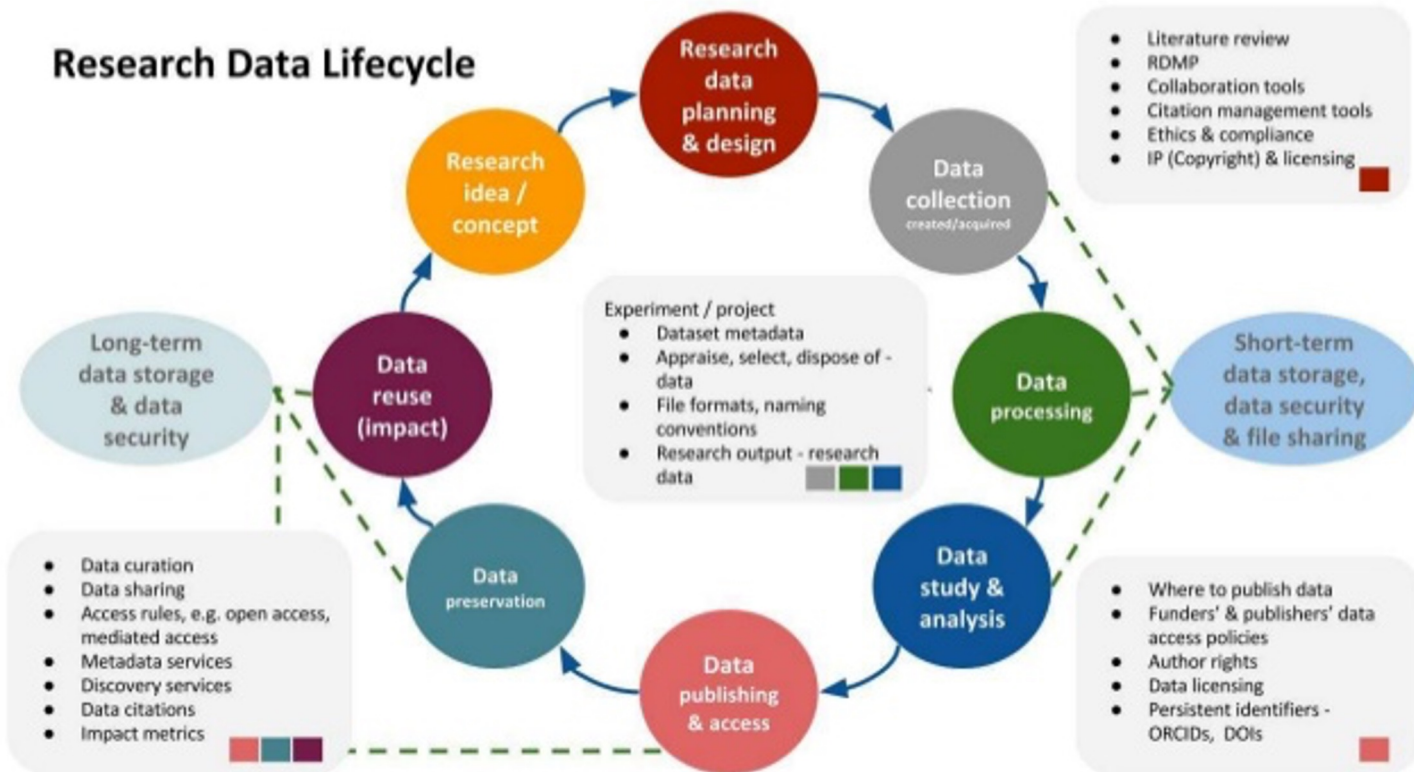 Research Data Lifecycle
Research
data
planning
& design
Research
idea /
concept
Data
collection
created/acquired
● Literature review
● RDMP
● Collaboration tools
● Citation management tools
● Ethics & compliance
● IP (Copyright) & licensing
Long-term
data storage
& data
security
Data
reuse
(impact)
Experiment / project
● Dataset metadata
● Appraise, select, dispose of -
data
● File formats, naming
conventions
● Research output - research
data
Data
processing
Short-term
data storage,
data security
& file sharing
Data
preservation
Data
study &
analysis
Data
publishing
& access
● Data curation
● Data sharing
● Access rules, e.g. open access,
mediated access
● Metadata services
● Discovery services
● Data citations
● Impact metrics
● Where to publish data
● Funders' & publishers' data
access policies
● Author rights
● Data licensing
● Persistent identifiers -
ORCIDs, DOIs